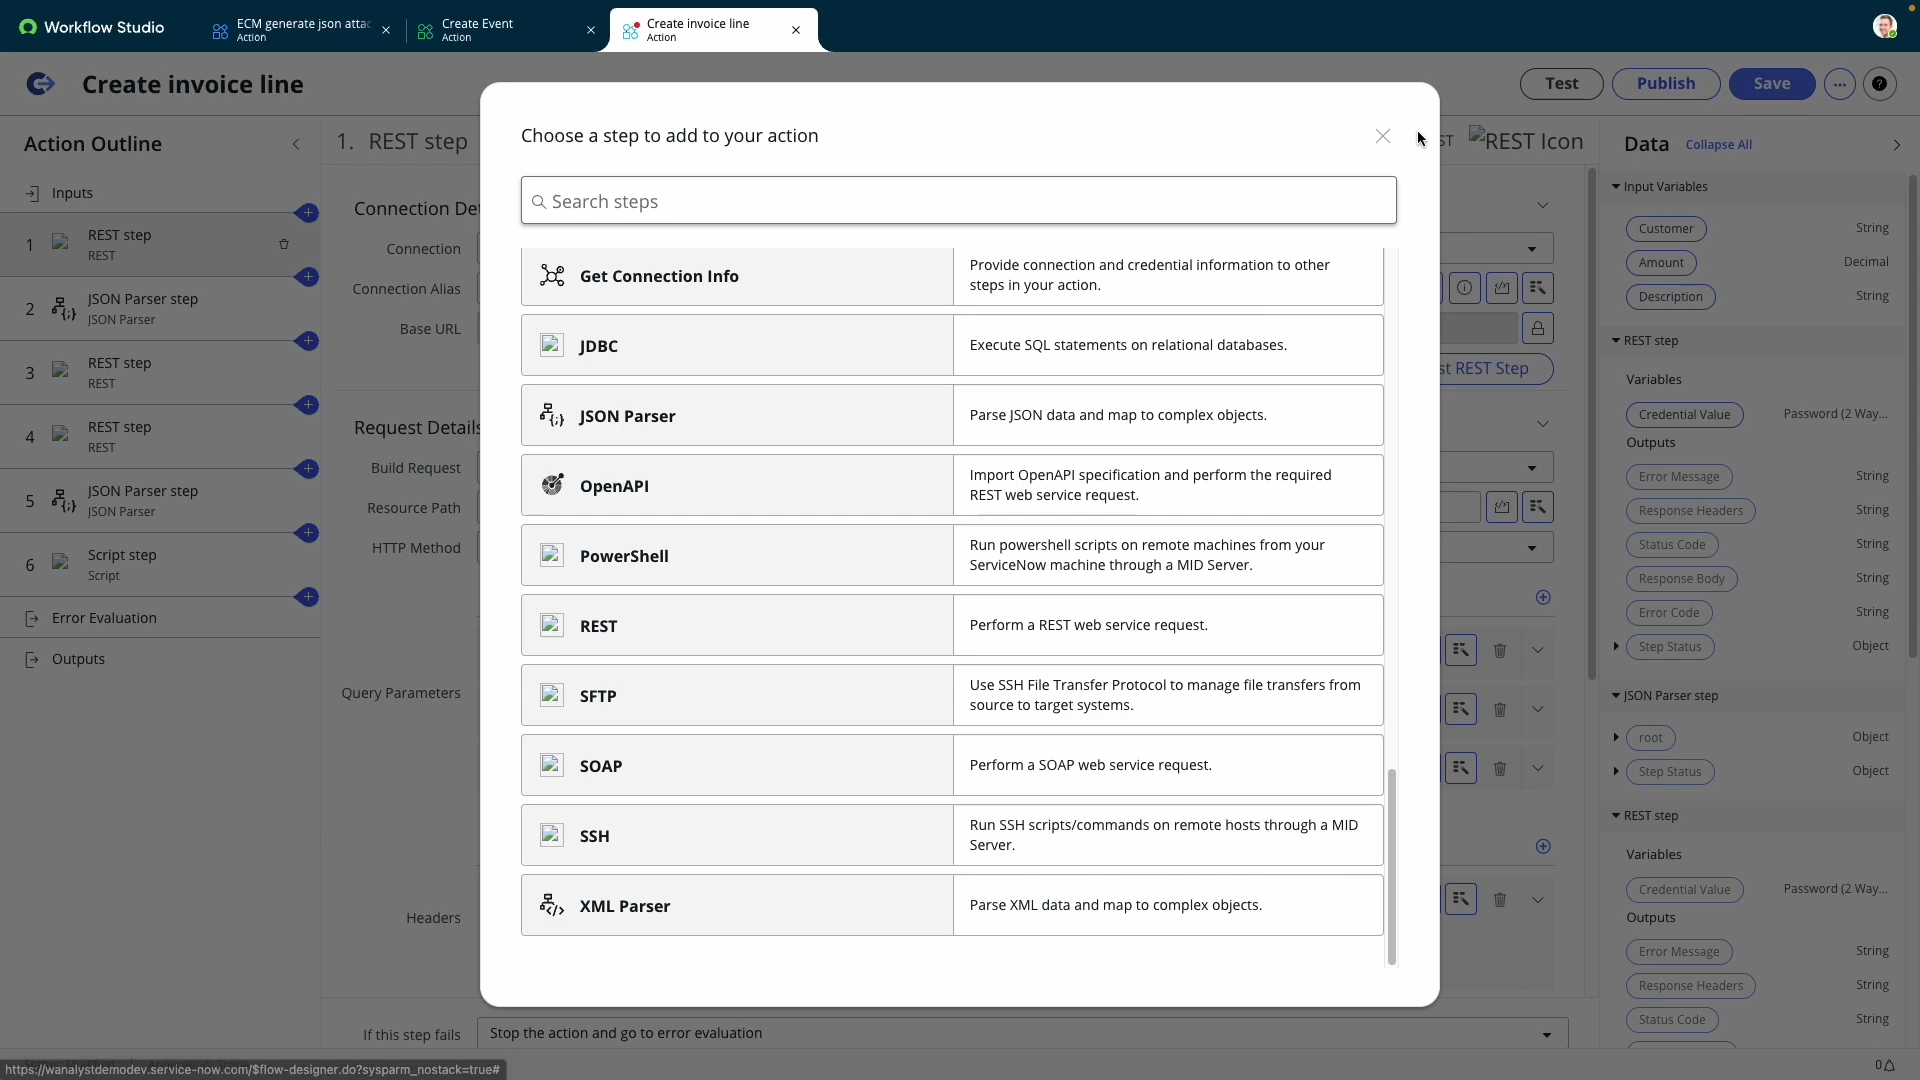 Workflow Studio
ECM generate json attac
Action
Create Event
Action
Create invoice line
Action
Create invoice line
Test
Publish
Save
Action Outline
Inputs
1
REST step
REST
2
JSON Parser step
JSON Parser
3
REST step
REST
4
REST step
REST
5
JSON Parser step
JSON Parser
6
Script step
Script
Error Evaluation
Outputs
1. REST step
REST Icon
Connection
Connection Alias
Base URL
st REST Step
Request Details
Build Request
Resource Path
HTTP Method
Query Parameters
Headers
If this step fails
Stop the action and go to error evaluation
Choose a step to add to your action
Search steps
Get Connection Info
Provide connection and credential information to other
steps in your action.
JDBC
Execute SQL statements on relational databases.
JSON Parser
Parse JSON data and map to complex objects.
OpenAPI
Import OpenAPI specification and perform the required
REST web service request.
PowerShell
Run powershell scripts on remote machines from your
ServiceNow machine through a MID Server.
REST
Perform a REST web service request.
SFTP
Use SSH File Transfer Protocol to manage file transfers from
source to target systems.
SOAP
Perform a SOAP web service request.
SSH
Run SSH scripts/commands on remote hosts through a MID
Server.
XML Parser
Parse XML data and map to complex objects.
Data
Collapse All
Input Variables
Customer String
Amount Decimal
Description String
REST step
Variables
Credential Value Password (2 Way...
Outputs
Error Message String
Response Headers String
Status Code String
Response Body String
Error Code String
Step Status Object
JSON Parser step
root Object
Step Status Object
REST step
Variables
Credential Value Password (2 Way...
Outputs
Error Message String
Response Headers String
Status Code String
https://wanalystdemodev.service-now.com/$flow-designer.do?sysparm_nostack=true#
0